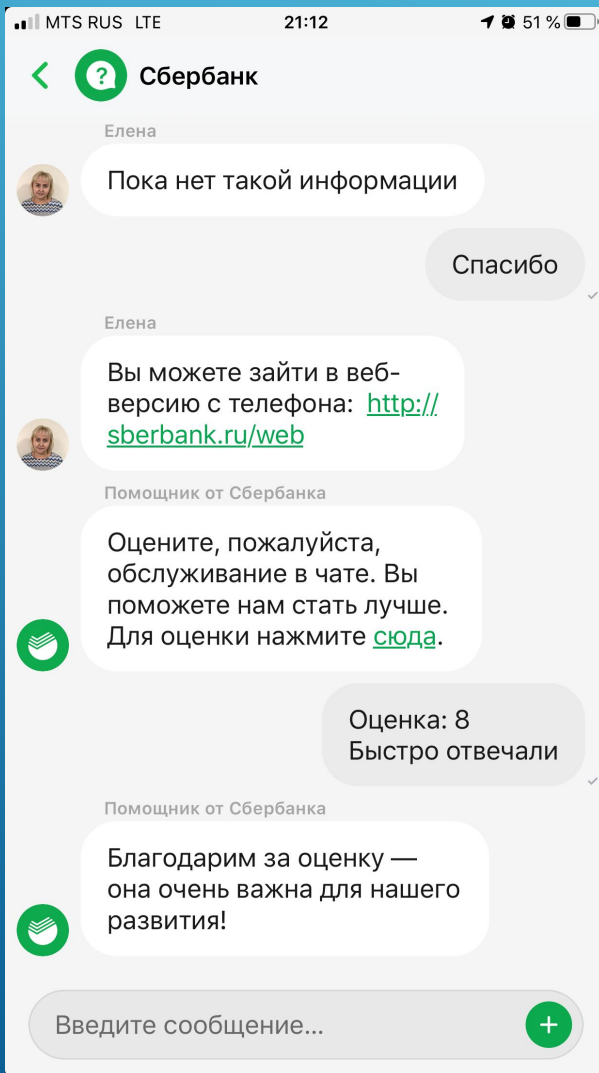 MTS RUS LTE 21:12 51 %
? Сбербанк
Елена
Пока нет такой информации
Спасибо
Елена
Вы можете зайти в веб-
версию с телефона: http://
sberbank.ru/web
Помощник от Сбербанка
Оцените, пожалуйста,
обслуживание в чате. Вы
поможете нам стать лучше.
Для оценки нажмите сюда.
Оценка: 8
Быстро отвечали
Помощник от Сбербанка
Благодарим за оценку —
она очень важна для нашего
развития!
Введите сообщение...